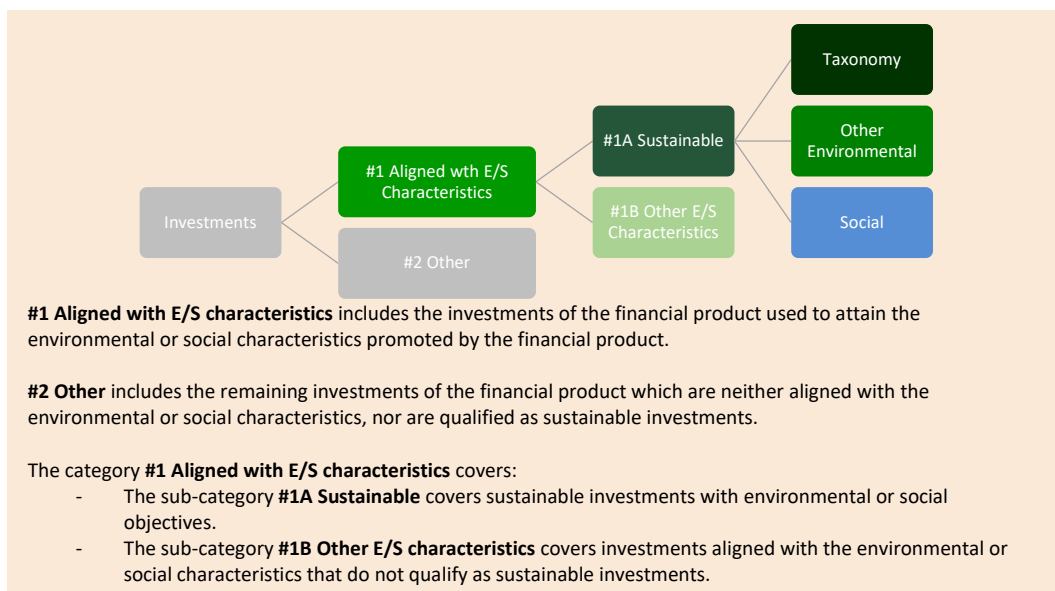 Taxonomy
#1A Sustainable
Other
Environmental
#1 Aligned wth E/S
Characteristics
Investments
#1B Other E/S
Characteristics
Social
#2 Other
#1 Aligned with E/S characteristics includes the investments of the financial product used to attain the
environmental or social characteristics promoted by the financial product.
#2 Other includes the remaining investments of the financial product which are neither aligned with the
environmental or social characteristics, nor are qualified as sustainable investments.
The category #1 Aligned with E/S characteristics covers:
- The sub-category #1A Sustainable covers sustainable investments with environmental or social
objectives.
- The sub-category #1B Other E/S characteristics covers investments aligned with the environmental or
social characteristics that do not qualify as sustainable investments.